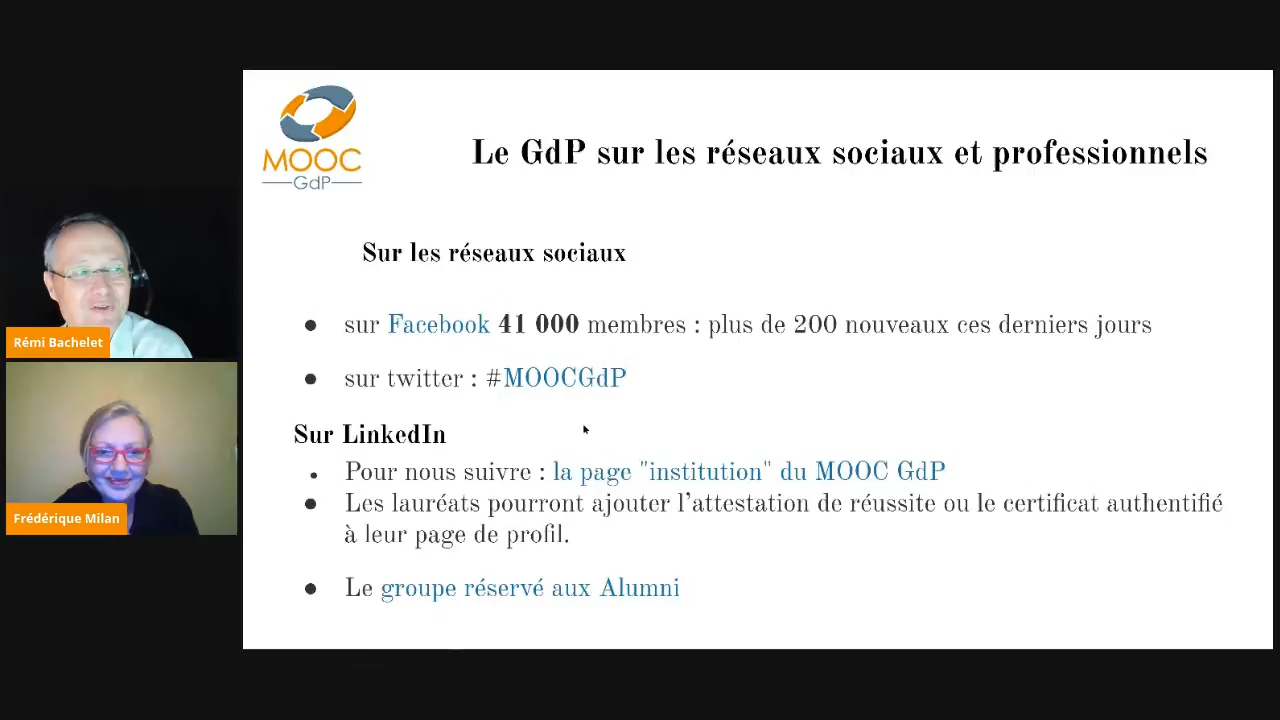 MOOC
GdP
Le GdP sur les réseaux sociaux et professionnels
Sur les réseaux sociaux
● sur Facebook 41 000 membres : plus de 200 nouveaux ces derniers jours
● sur twitter : #MOOCGdP
Sur LinkedIn
● Pour nous suivre : la page "institution" du MOOC GdP
● Les lauréats pourront ajouter l'attestation de réussite ou le certificat authentifié
à leur page de profil.
● Le groupe réservé aux Alumni
Rémi Bachelet
Frédérique Milan